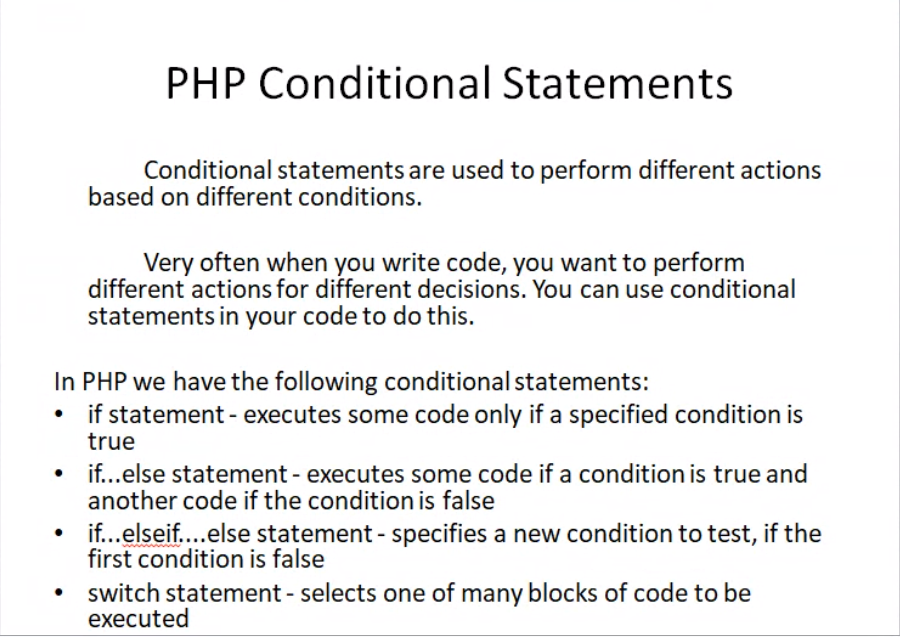 PHP Conditional Statements
Conditional statements are used to perform different actions
based on different conditions.
Very often when you write code, you want to perform
different actions for different decisions. You can use conditional
statements in your code to do this.
In PHP we have the following conditional statements:
• if statement - executes some code only if a specified condition is
true
• if...else statement - executes some code if a condition is true and
another code if the condition is false
• if...elseif....else statement - specifies a new condition to test, if the
first condition is false
• switch statement - selects one of many blocks of code to be
executed